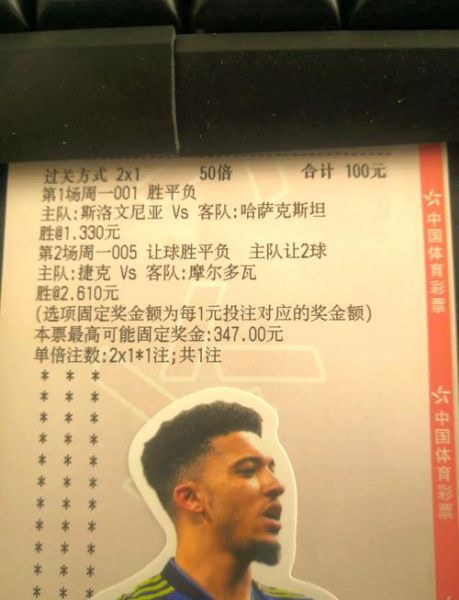 过关方式 2x1 50倍 合计 100元
第1场周一001 胜平负
主队:斯洛文尼亚 Vs 客队:哈萨克斯坦
胜@1.330元
第2场周一005 让球胜平负 主队让2球
主队:捷克 Vs 客队:摩尔多瓦
胜@2.610元
(选项固定奖金额为每1元投注对应的奖金额)
本票最高可能固定奖金:347.00元
单倍注数:2x1*1注;共1注
* * *
* * *
* * *
* * *
* * *
* * *
* * *
* * *
* * *
* * *
* * *
中国体育彩票
中国体育彩票